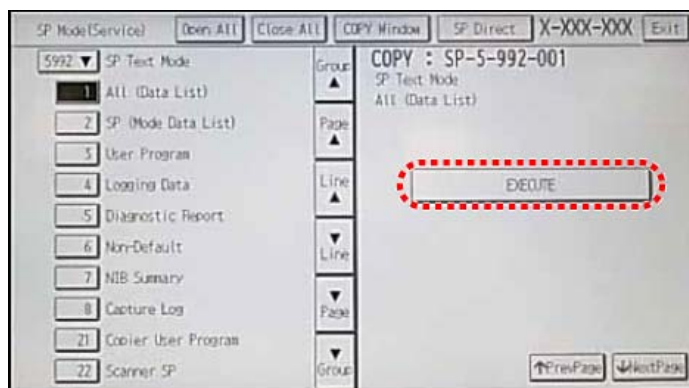 SP Mode(Service) Open All Close All COPY Window SP Direct X-XXX-XXX Exit
5992 ▼ SP Text Mode
1 All (Data List)
2 SP (Mode Data List)
3 User Program
4 Logging Data
5 Diagnostic Report
6 Non-Default
7 NIB Summary
8 Capture Log
21 Copier User Program
22 Scanner SP
Group ▲
Page ▲
Line ▲
▼ Line
▼ Page
▼ Group
COPY : SP-5-992-001
SP Text Mode
All (Data List)
EXECUTE
↑PrevPage ↓NextPage